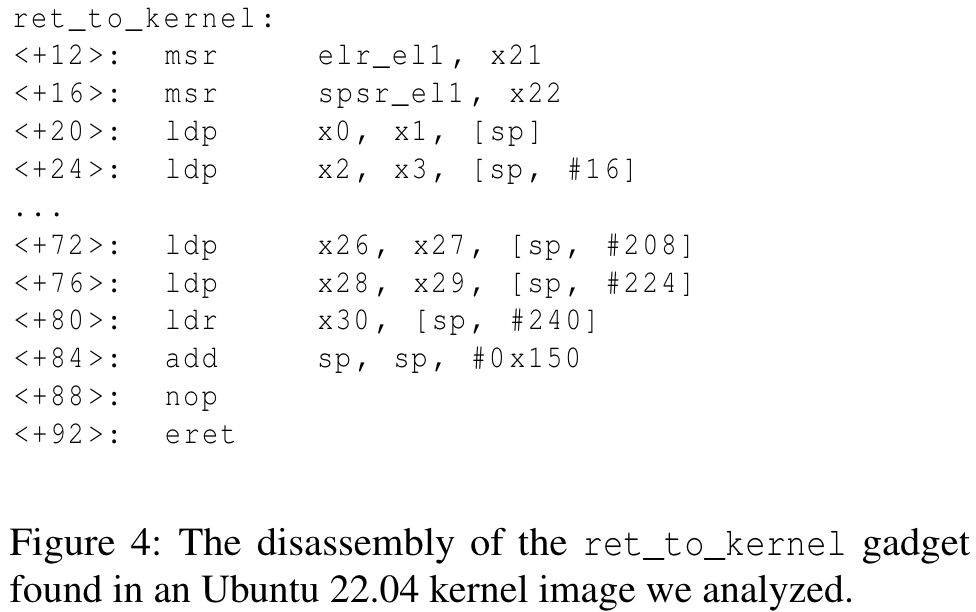 ret_to_kernel:
<+12>: msr elr_el1, x21
<+16>: msr spsr_el1, x22
<+20>: ldp x0, x1, [sp]
<+24>: ldp x2, x3, [sp, #16]
...
<+72>: ldp x26, x27, [sp, #208]
<+76>: ldp x28, x29, [sp, #224]
<+80>: ldr x30, [sp, #240]
<+84>: add sp, sp, #0x150
<+88>: nop
<+92>: eret
Figure 4: The disassembly of the ret_to_kernel gadget
found in an Ubuntu 22.04 kernel image we analyzed.